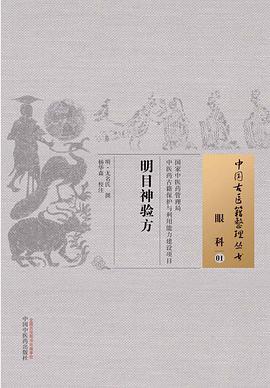 中国古医籍整理丛书
眼科
01
国家中医药管理局
中医药古籍保护与利用能力建设项目
明目神验方
明·无名氏 撰
杨华森 校注
中国中医药出版社